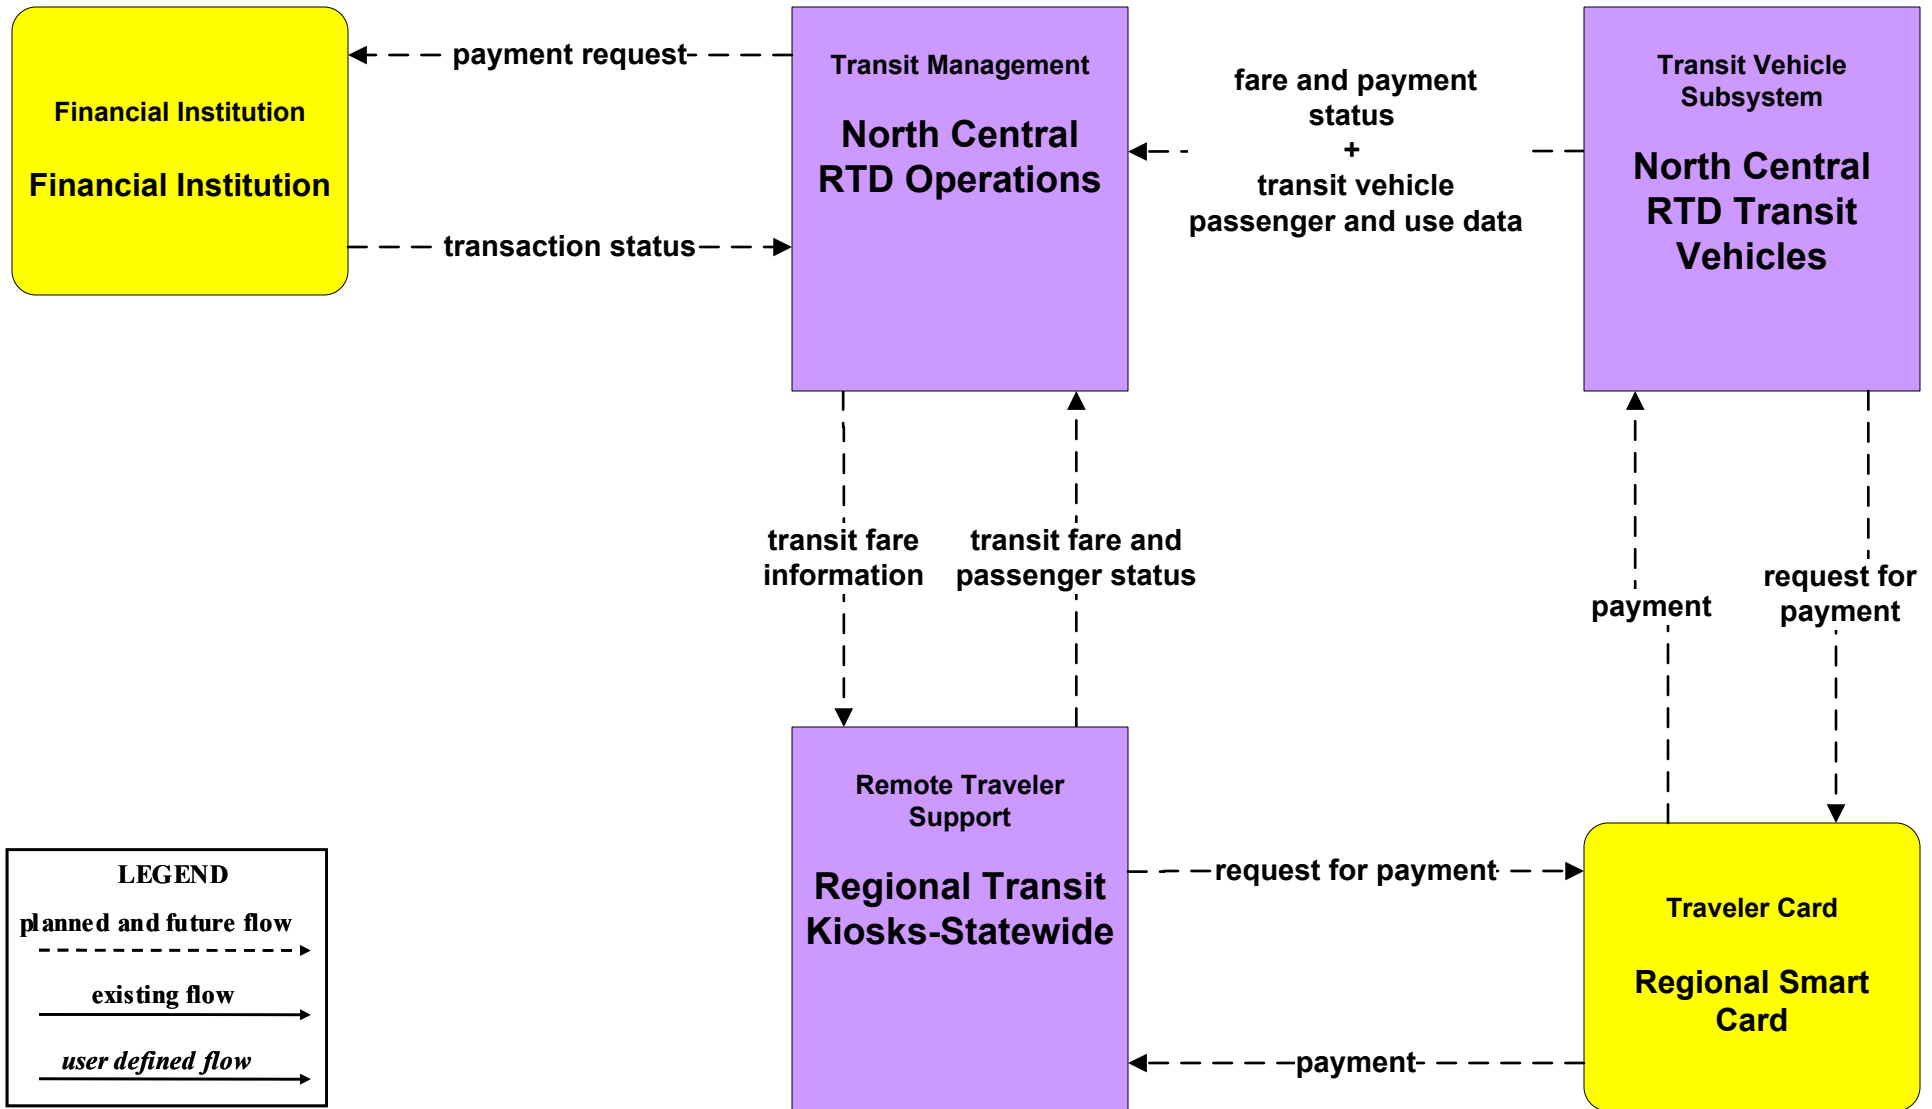 payment request
Financial Institution
Financial Institution
transaction status
Transit Management
North Central
RTD Operations
fare and payment
status
+
transit vehicle
passenger and use data
Transit Vehicle
Subsystem
North Central
RTD Transit
Vehicles
transit fare
information
transit fare and
passenger status
payment
request for
payment
Remote Traveler
Support
Regional Transit
Kiosks-Statewide
request for payment
payment
Traveler Card
Regional Smart
Card
LEGEND
planned and future flow
existing flow
user defined flow